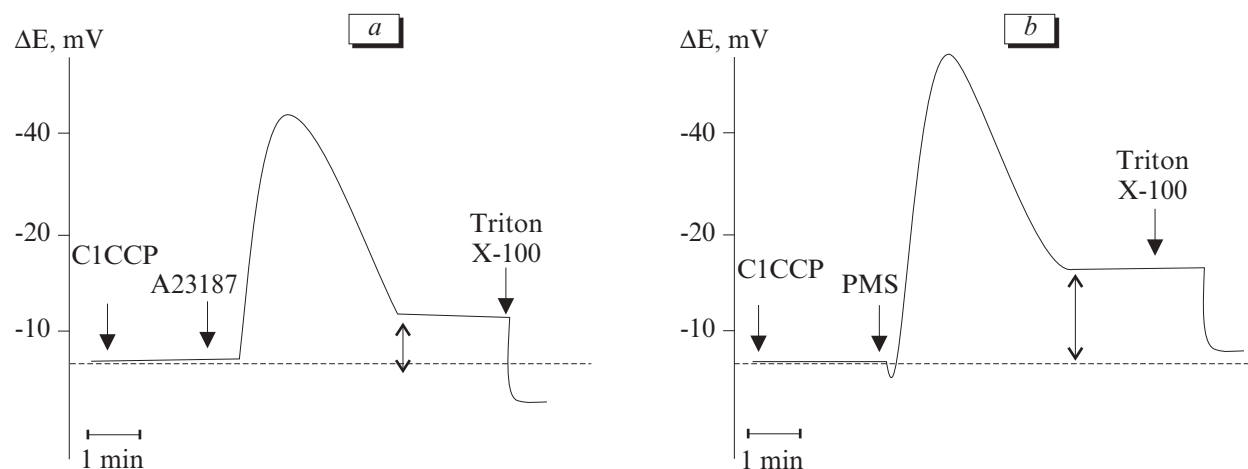 a
ΔE, mV
-40
-20
-10
C1CCP
A23187
Triton
X-100
1 min
b
ΔE, mV
-40
-20
-10
C1CCP
PMS
Triton
X-100
1 min